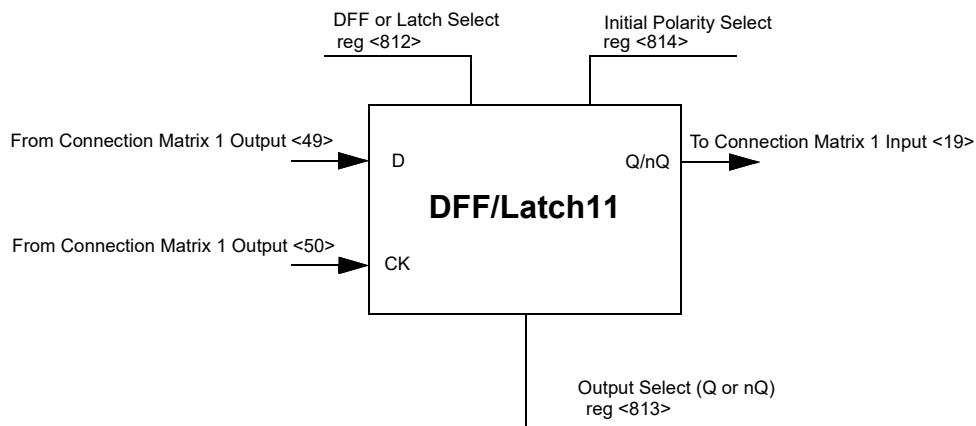 DFF or Latch Select
reg <812>
Initial Polarity Select
reg <814>
From Connection Matrix 1 Output <49>
D
Q/nQ
To Connection Matrix 1 Input <19>
DFF/Latch11
From Connection Matrix 1 Output <50>
CK
Output Select (Q or nQ)
reg <813>